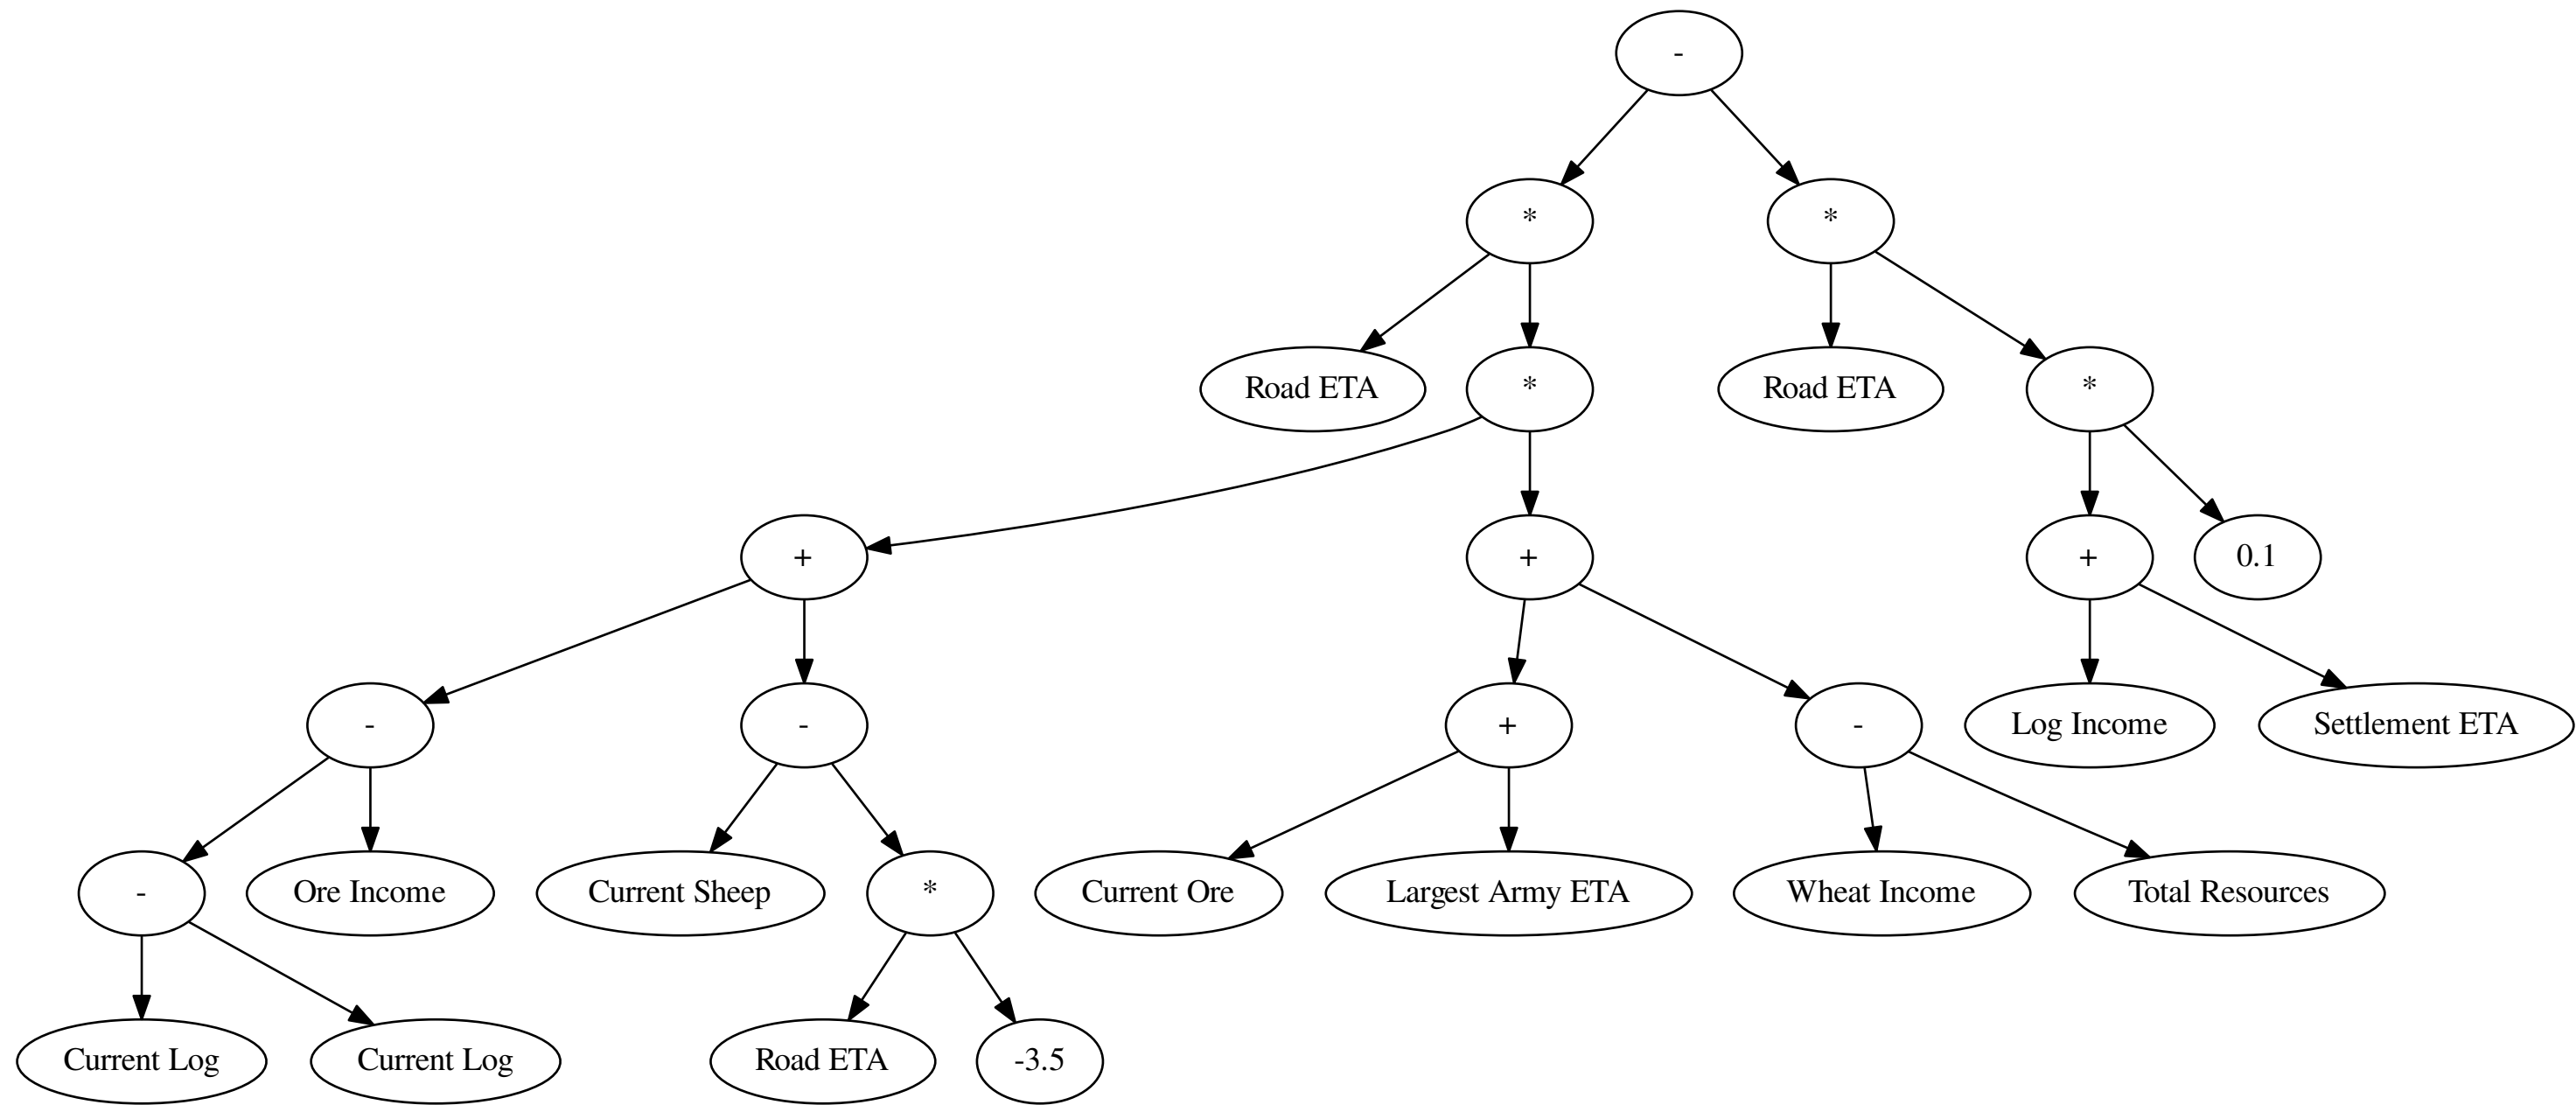 -
*
*
Road ETA
*
Road ETA
*
+
+
+
0.1
-
-
+
-
Log Income
Settlement ETA
-
Ore Income
Current Sheep
*
Current Ore
Largest Army ETA
Wheat Income
Total Resources
Current Log
Current Log
Road ETA
-3.5